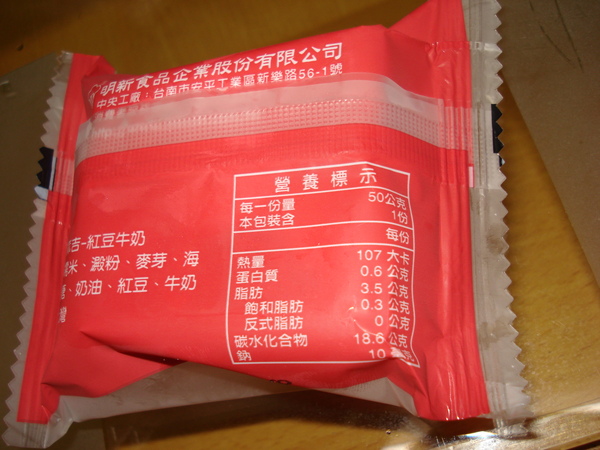 明新食品企業股份有限公司
中央工廠：台南市安平工業區新樂路56-1號
營養標示
每一份量 50公克
本包裝含 1份
每份
熱量 107 大卡
蛋白質 0.6 公克
脂肪 3.5 公克
飽和脂肪 0.3 公克
反式脂肪 0 公克
碳水化合物 18.6 公克
鈉 10
吉-紅豆牛奶
米、澱粉、麥芽、海
、奶油、紅豆、牛奶